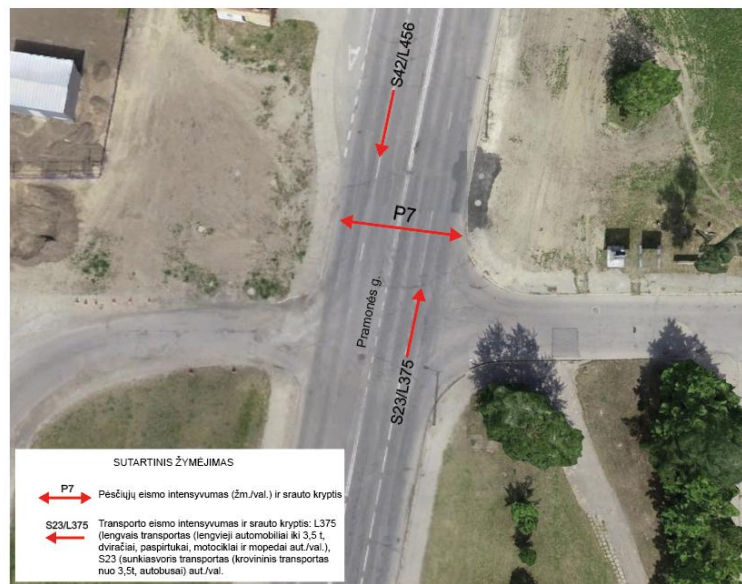 S42/L456
A
P7
Pramonės g.
S23/L375
SUTARTINIS ŽYMĖJIMAS
P7
Pėsčiųjų eismo intensyvumas (žm./val.) ir srauto kryptis
S23/L375
Transporto eismo intensyvumas ir srauto kryptis: L375
(lengvais transportas (lengvieji automobiliai iki 3,5 t,
dviračiai, paspirtukai, motociklai ir mopedai aut./val.),
S23 (sunkiasvoris transportas (krovininis transportas
nuo 3,5t, autobusai) aut./val.